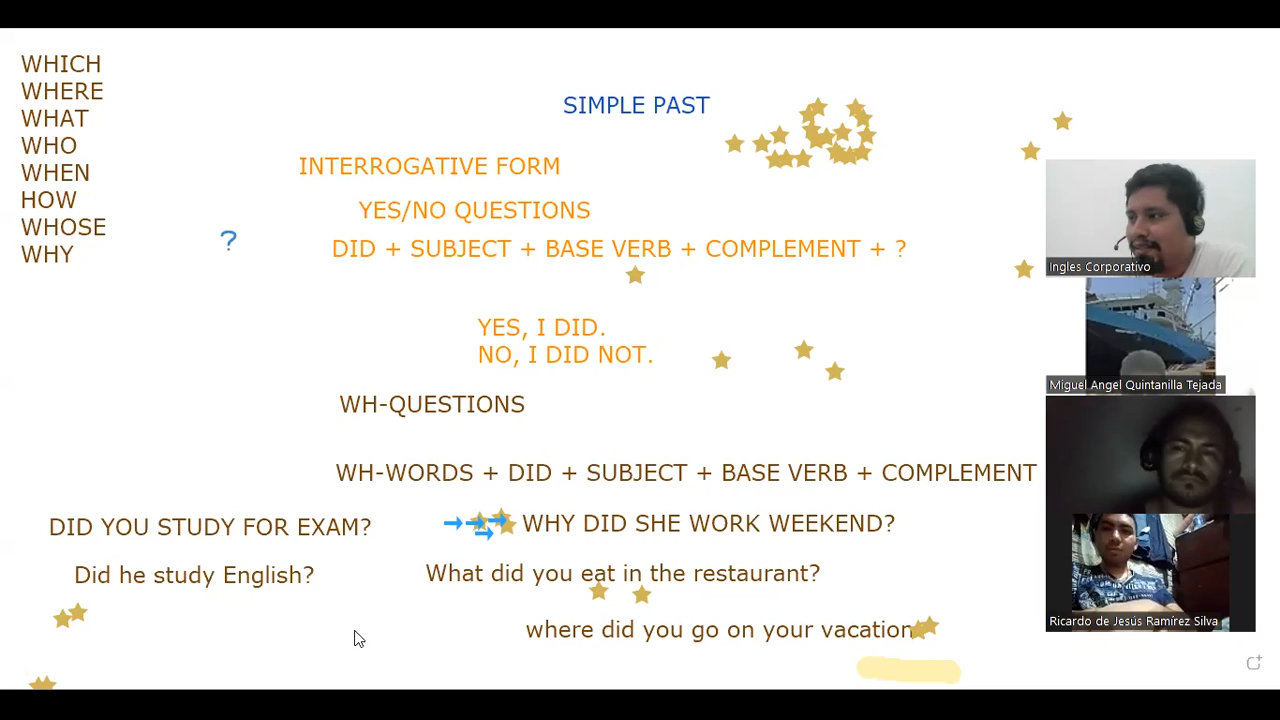 WHICH
WHERE
WHAT
WHO
WHEN
HOW
WHOSE
WHY
?
SIMPLE PAST
INTERROGATIVE FORM
YES/NO QUESTIONS
DID + SUBJECT + BASE VERB + COMPLEMENT + ?
YES, I DID.
NO, I DID NOT.
WH-QUESTIONS
WH-WORDS + DID + SUBJECT + BASE VERB + COMPLEMENT
DID YOU STUDY FOR EXAM?
WHY DID SHE WORK WEEKEND?
Did he study English?
What did you eat in the restaurant?
where did you go on your vacation
Ingles Corporativo
Miguel Angel Quintanilla Tejada
Ricardo de Jesús Ramírez Silva